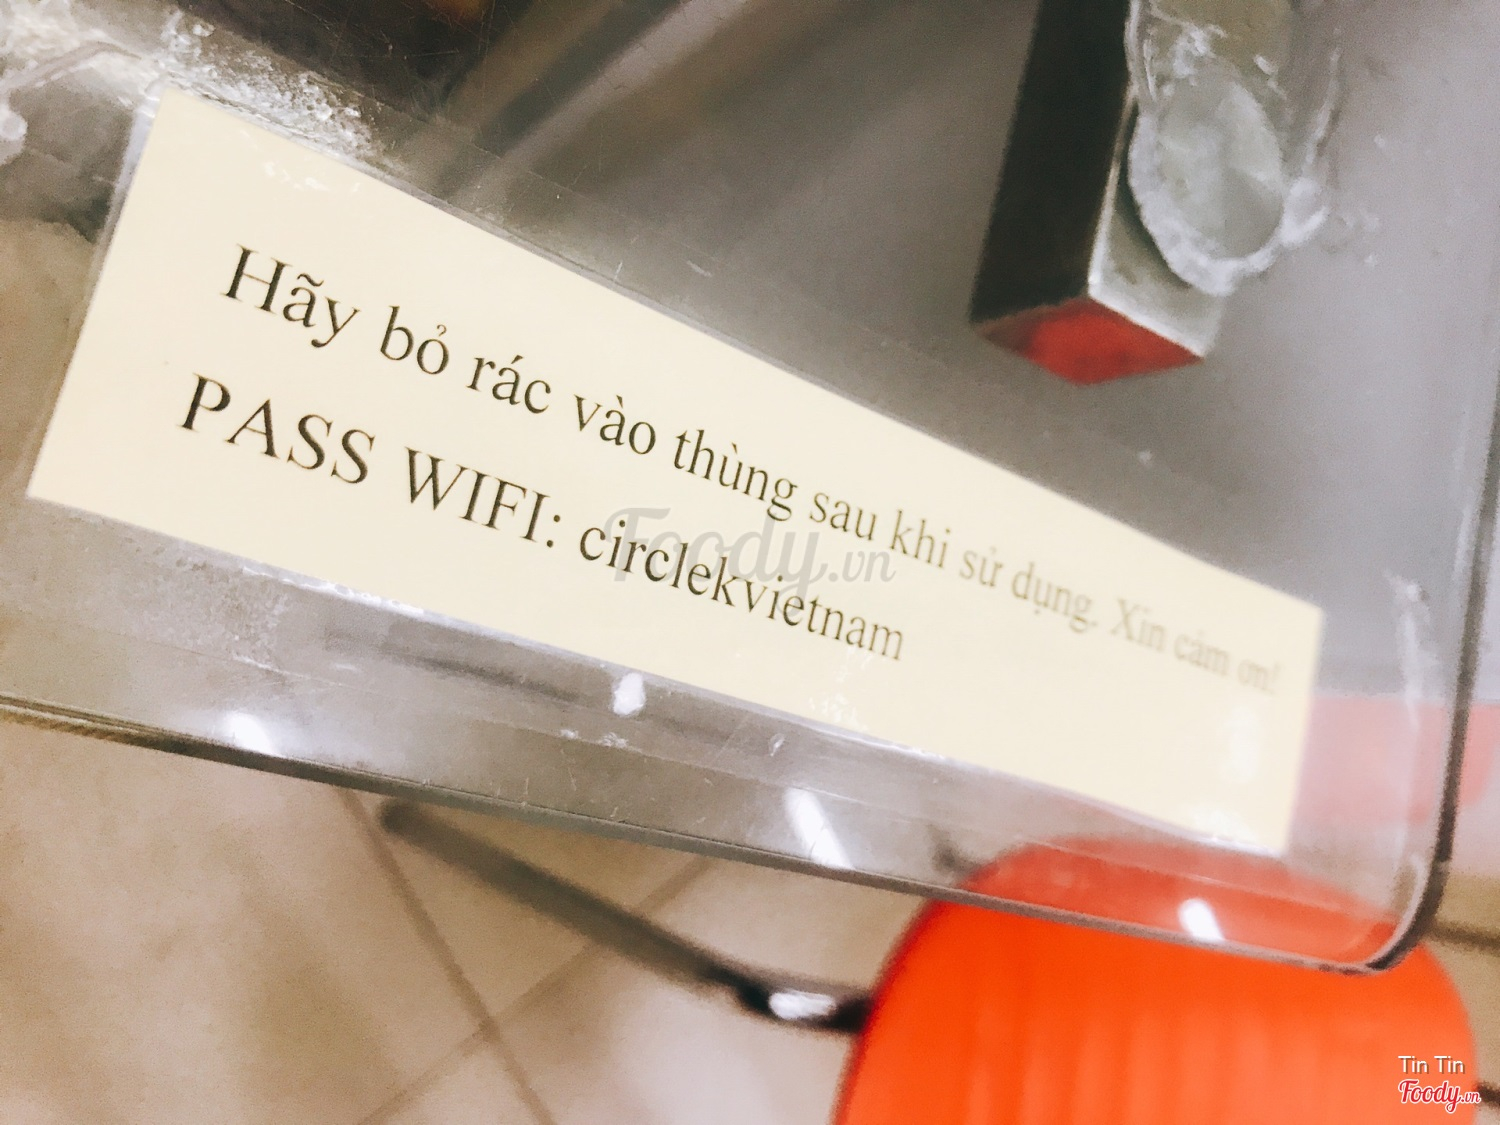 Hãy bỏ rác vào thùng sau khi sử dụng. Xin cảm ơn!
PASS WIFI: circlekvietnam
Foody.vn
Tin Tin
Foody.vn